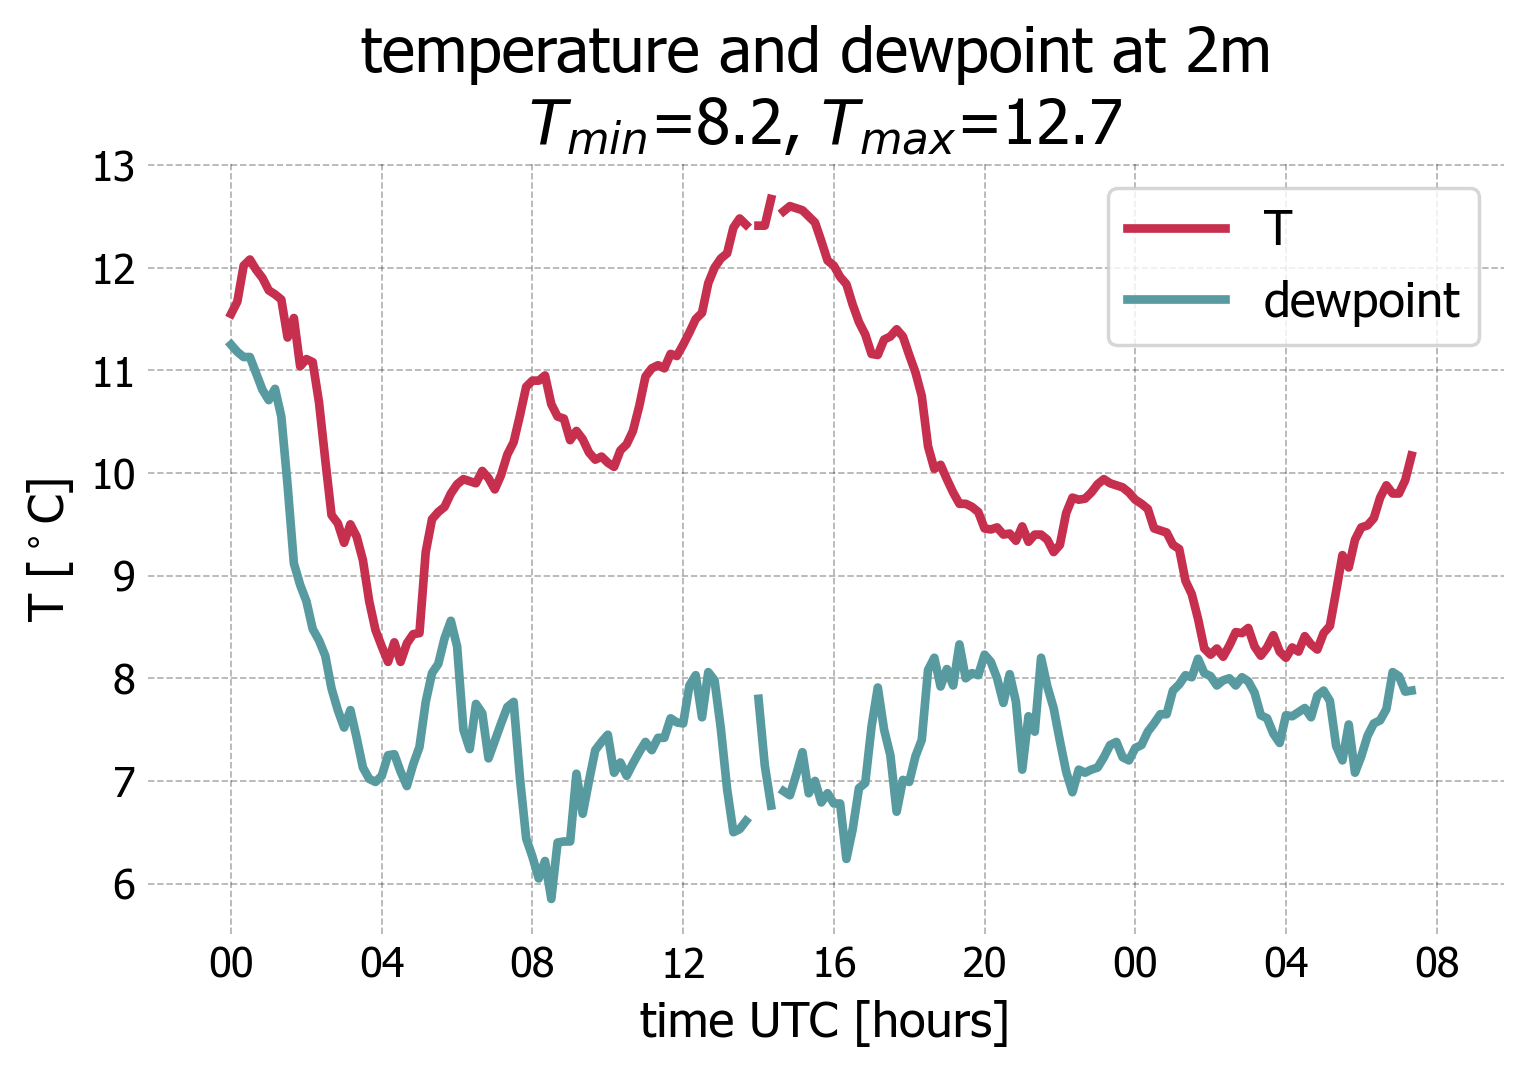 temperature and dewpoint at 2m
T_min=8.2, T_max=12.7
13
12
11
10
9
8
7
6
T [°C]
T
dewpoint
00 04 08 12 16 20 00 04 08
time UTC [hours]